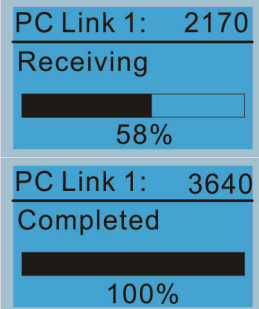 PC Link 1: 2170
Receiving
58%
PC Link 1: 3640
Completed
100%